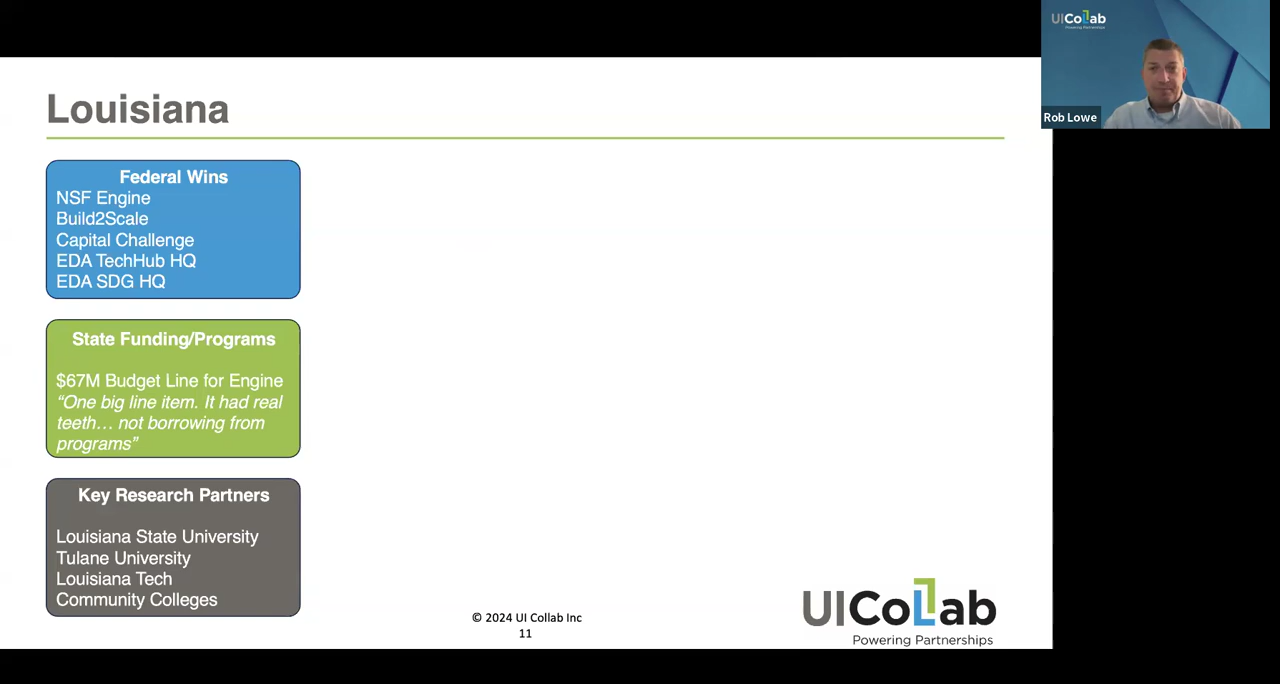 Louisiana
Federal Wins
NSF Engine
Build2Scale
Capital Challenge
EDA TechHub HQ
EDA SDG HQ
State Funding/Programs
$67M Budget Line for Engine
“One big line item. It had real
teeth… not borrowing from
programs”
Key Research Partners
Louisiana State University
Tulane University
Louisiana Tech
Community Colleges
© 2024 UI Collab Inc
11
UICoLLab
Powering Partnerships
UICoLLab
Powering Partnerships
Rob Lowe